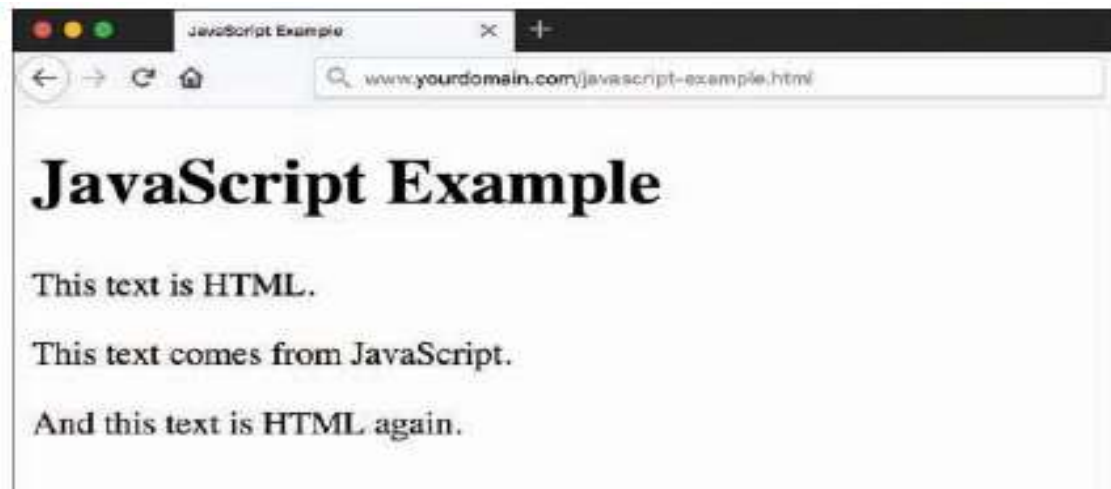 JavaScript Example
www.yourdomain.com/javascript-example.html
JavaScript Example
This text is HTML.
This text comes from JavaScript.
And this text is HTML again.